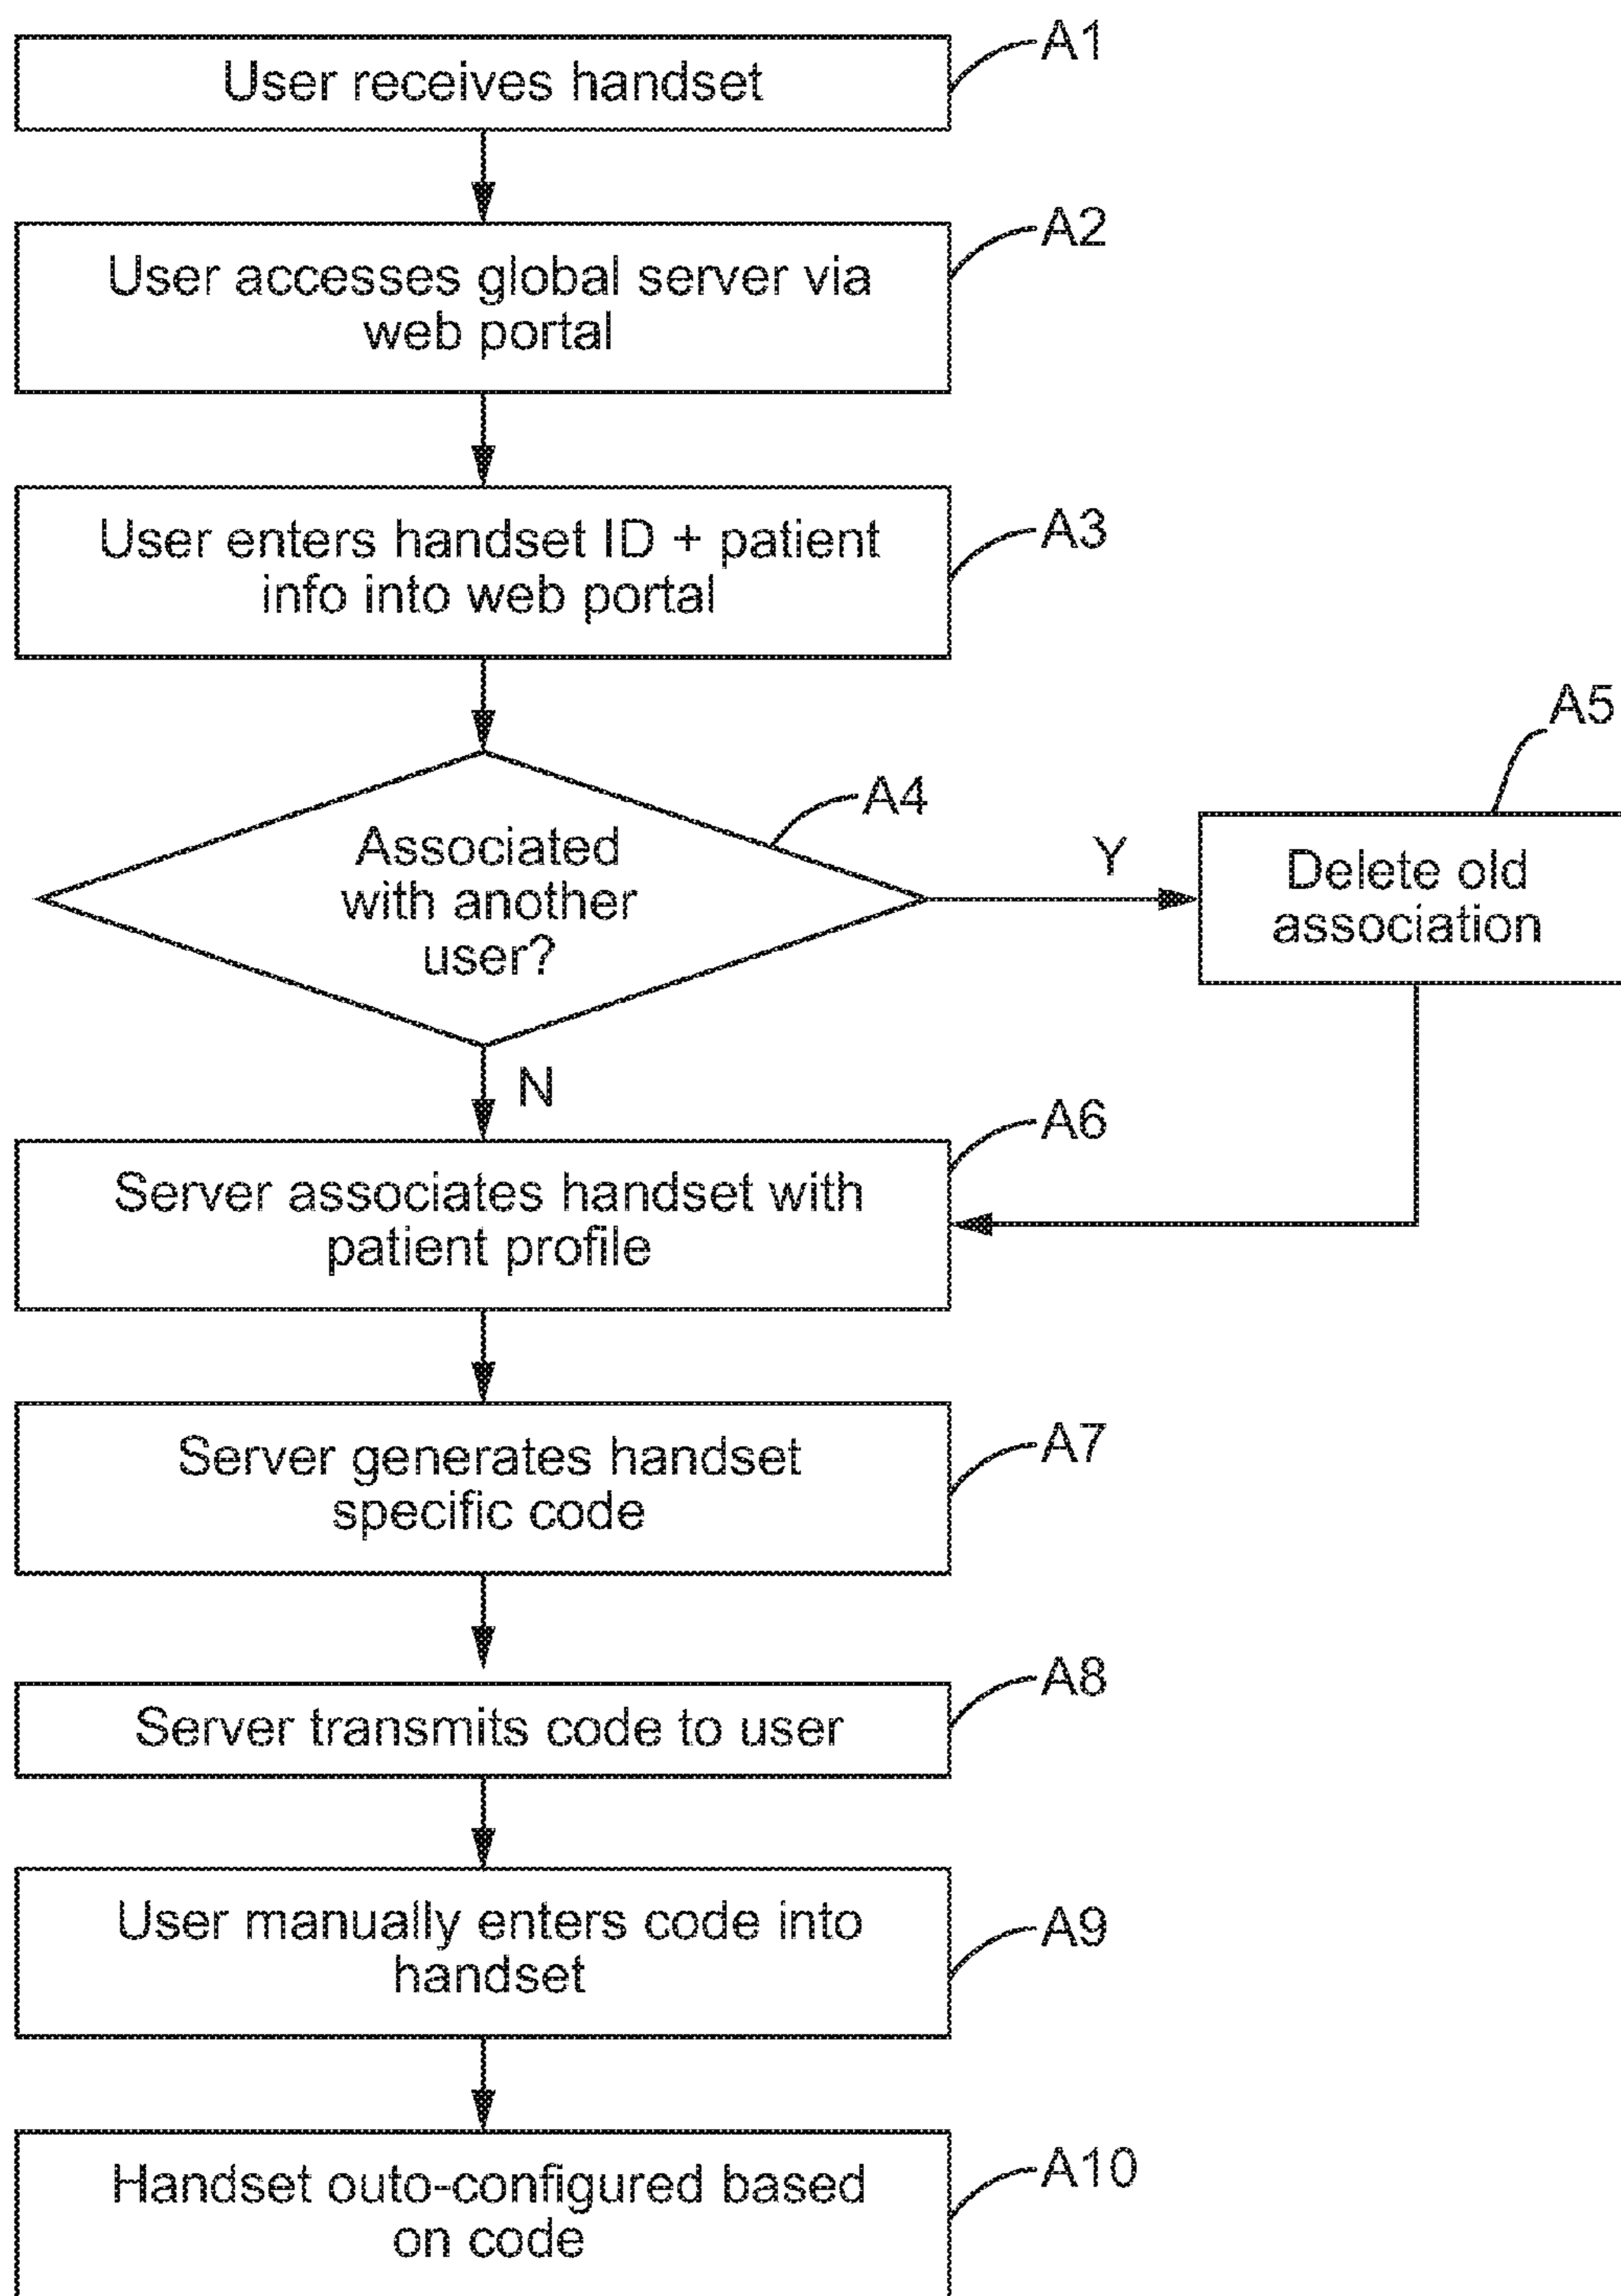 User receives handset
A1
User accesses global server via
web portal
A2
User enters handset ID + patient
info into web portal
A3
Associated
with another
user?
A4
Y
Delete old
association
A5
N
Server associates handset with
patient profile
A6
Server generates handset
specific code
A7
Server transmits code to user
A8
User manually enters code into
handset
A9
Handset outo-configured based
on code
A10